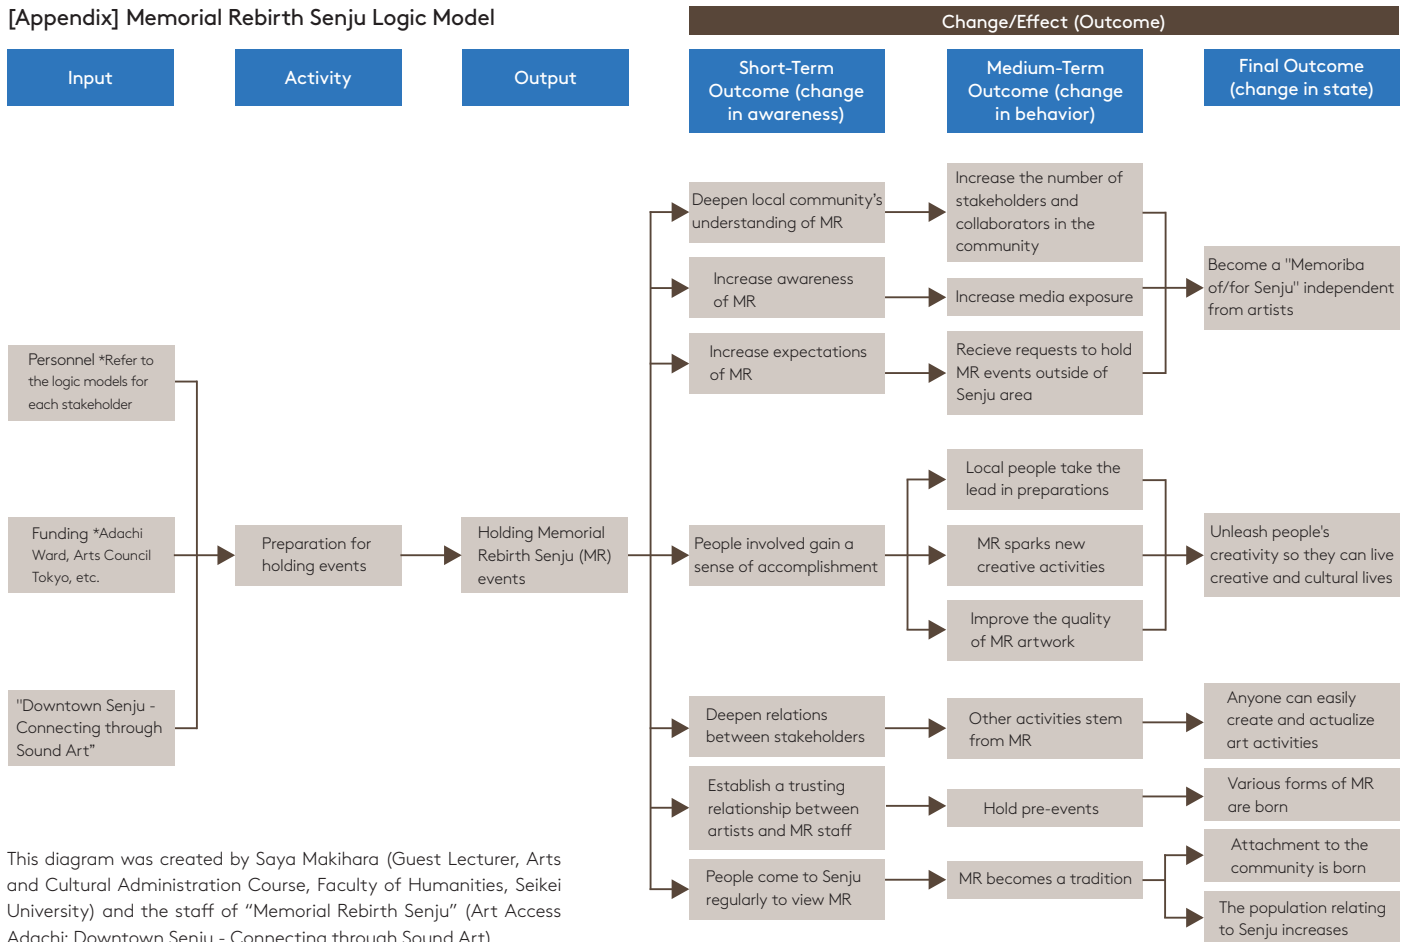 [Appendix] Memorial Rebirth Senju Logic Model
Change/Effect (Outcome)
Input
Activity
Output
Short-Term
Outcome (change
in awareness)
Medium-Term
Outcome (change
in behavior)
Final Outcome
(change in state)
Personnel *Refer to
the logic models for
each stakeholder
Funding *Adachi
Ward, Arts Council
Tokyo, etc.
"Downtown Senju -
Connecting through
Sound Art”
Preparation for
holding events
Holding Memorial
Rebirth Senju (MR)
events
Deepen local community’s
understanding of MR
Increase awareness
of MR
Increase expectations
of MR
People involved gain a
sense of accomplishment
Deepen relations
between stakeholders
Establish a trusting
relationship between
artists and MR staff
People come to Senju
regularly to view MR
Increase the number of
stakeholders and
collaborators in the
community
Increase media exposure
Recieve requests to hold
MR events outside of
Senju area
Local people take the
lead in preparations
MR sparks new
creative activities
Improve the quality
of MR artwork
Other activities stem
from MR
Hold pre-events
MR becomes a tradition
Become a "Memoriba
of/for Senju" independent
from artists
Unleash people's
creativity so they can live
creative and cultural lives
Anyone can easily
create and actualize
art activities
Various forms of MR
are born
Attachment to the
community is born
The population relating
to Senju increases
This diagram was created by Saya Makihara (Guest Lecturer, Arts
and Cultural Administration Course, Faculty of Humanities, Seikei
University) and the staff of “Memorial Rebirth Senju” (Art Access
Adachi: Downtown Senju - Connecting through Sound Art)